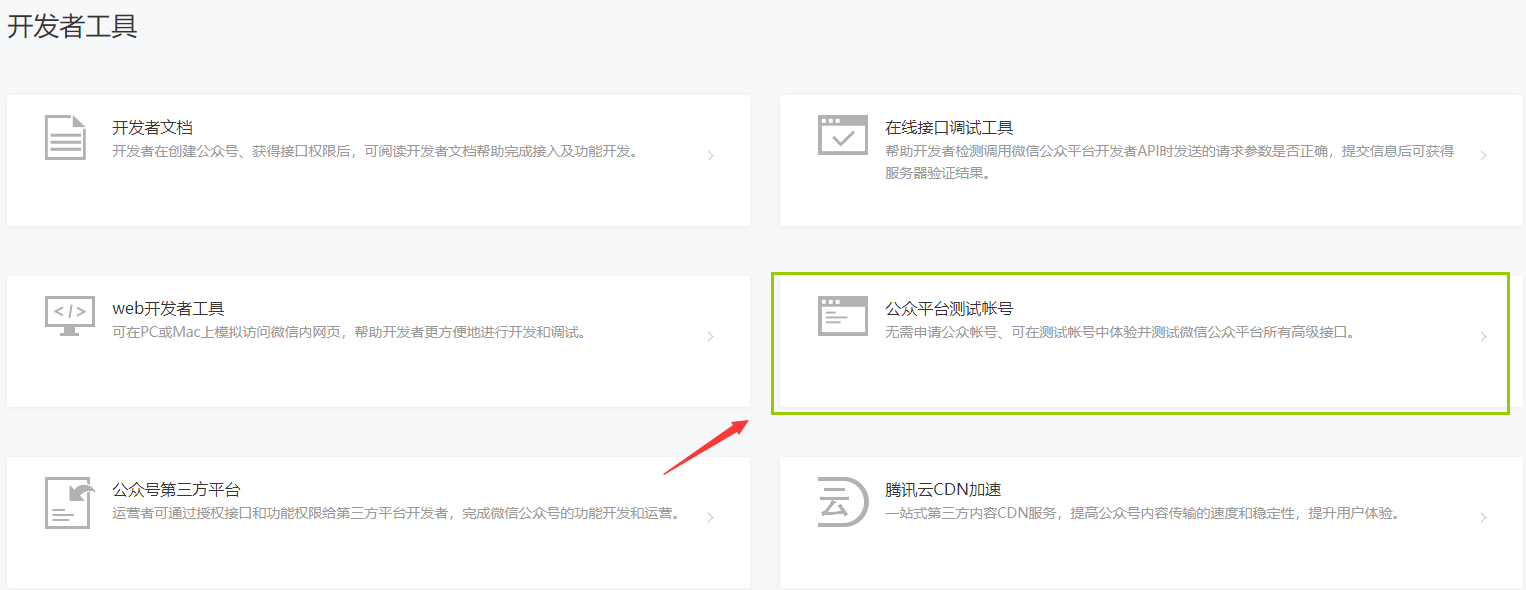 开发者工具
开发者文档
开发者在创建公众号、获得接口权限后，可阅读开发者文档帮助完成接入及功能开发。
在线接口调试工具
帮助开发者检测调用微信公众平台开发者API时发送的请求参数是否正确，提交信息后可获得
服务器验证结果。
web开发者工具
可在PC或Mac上模拟访问微信内网页，帮助开发者更方便地进行开发和调试。
公众平台测试帐号
无需申请公众帐号、可在测试帐号中体验并测试微信公众平台所有高级接口。
公众号第三方平台
运营者可通过授权接口和功能权限给第三方平台开发者，完成微信公众号的功能开发和运营。
云
腾讯云CDN加速
一站式第三方内容CDN服务，提高公众号内容传输的速度和稳定性，提升用户体验。